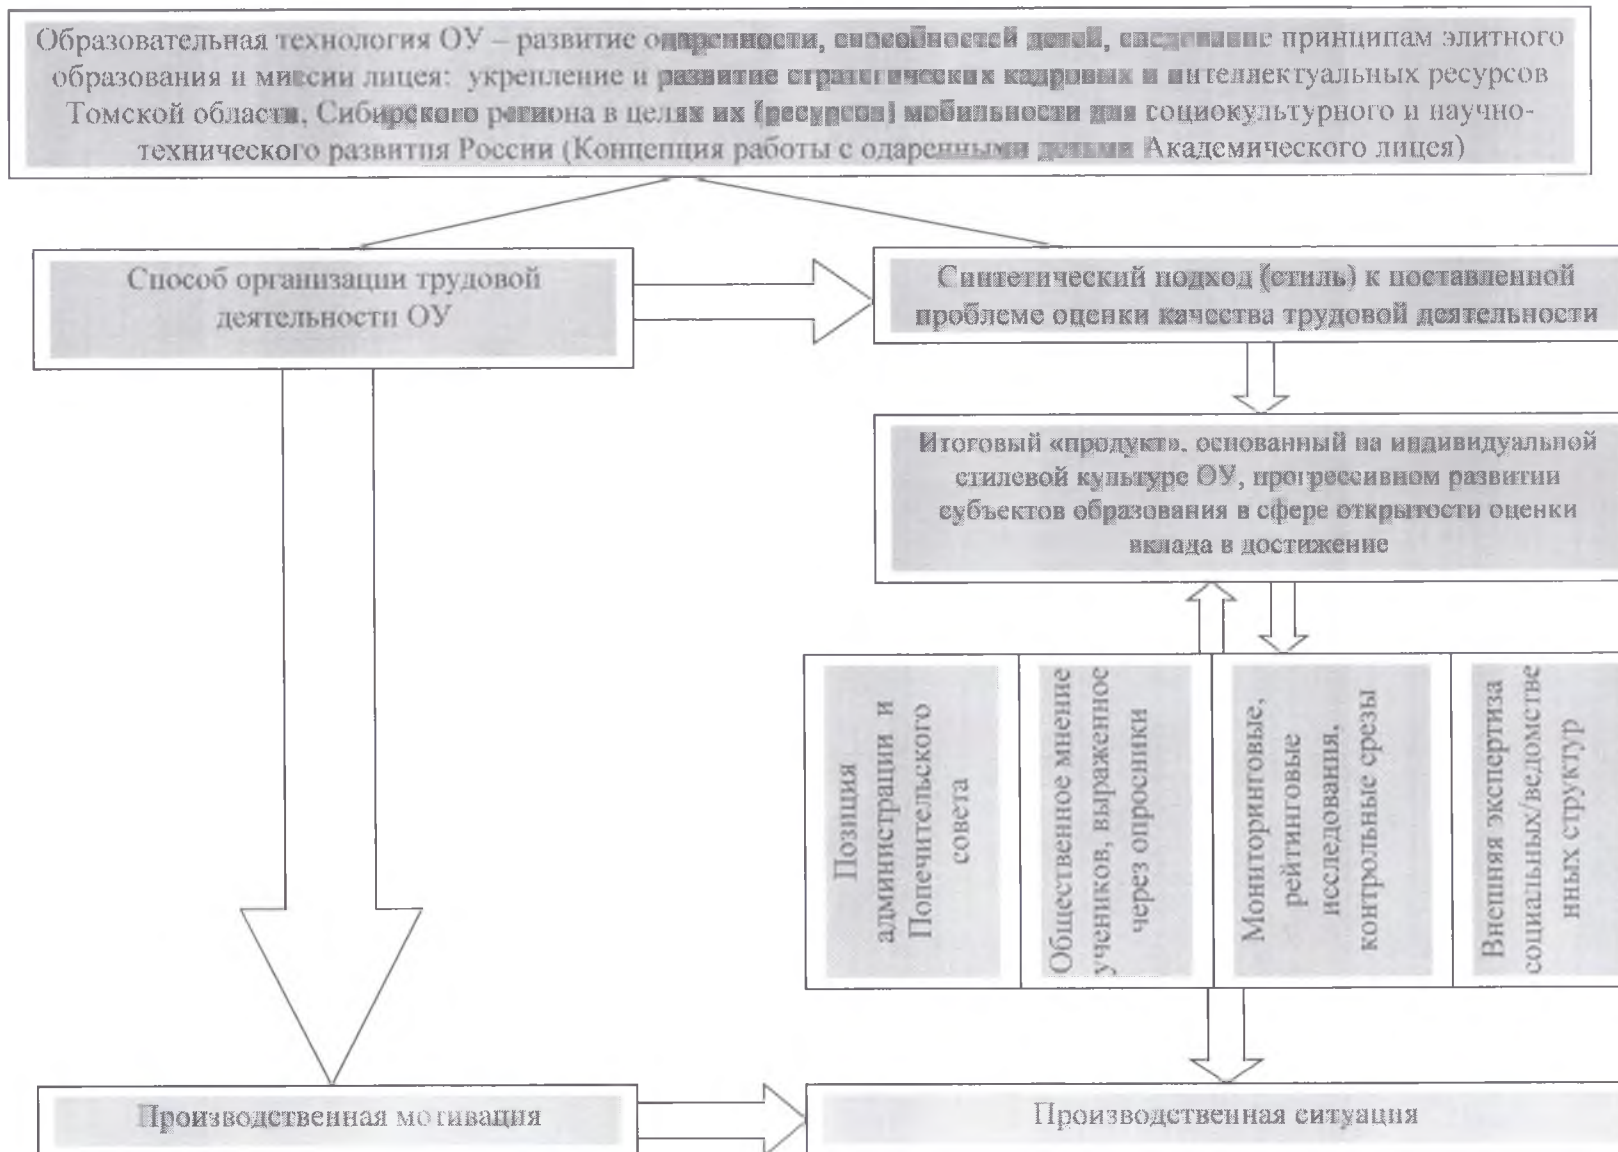 Образовательная технология ОУ – развитие одаренности, способностей детей, следование принципам элитного
образования и миссии лицея: укрепление и развитие стратегических кадровых и интеллектуальных ресурсов
Томской области, Сибирского региона в целях их (ресурсов) мобильности для социокультурного и научно-
технического развития России (Концепция работы с одаренными детьми Академического лицея)
Способ организации трудовой
деятельности ОУ
Синтетический подход (стиль) к поставленной
проблеме оценки качества трудовой деятельности
Итоговый «продукт», основанный на индивидуальной
стилевой культуре ОУ, прогрессивном развитии
субъектов образования в сфере открытости оценки
вклада в достижение
Позиция
администрации и
Попечительского
совета
Общественное мнение
учеников, выраженное
через опросники
Мониторинговые,
рейтинговые
исследования,
контрольные срезы
Внешняя экспертиза
социальных/ведомстве
нных структур
Производственная мотивация
Производственная ситуация